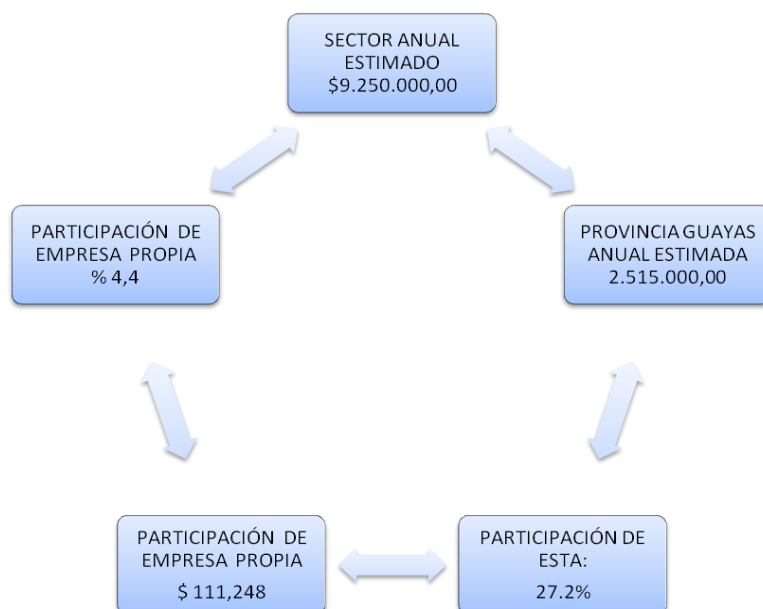 SECTOR ANUAL
ESTIMADO
$9.250.000,00
PARTICIPACIÓN DE
EMPRESA PROPIA
% 4,4
PROVINCIA GUAYAS
ANUAL ESTIMADA
2.515.000,00
PARTICIPACIÓN DE
EMPRESA PROPIA
$ 111,248
PARTICIPACIÓN DE
ESTA:
27.2%